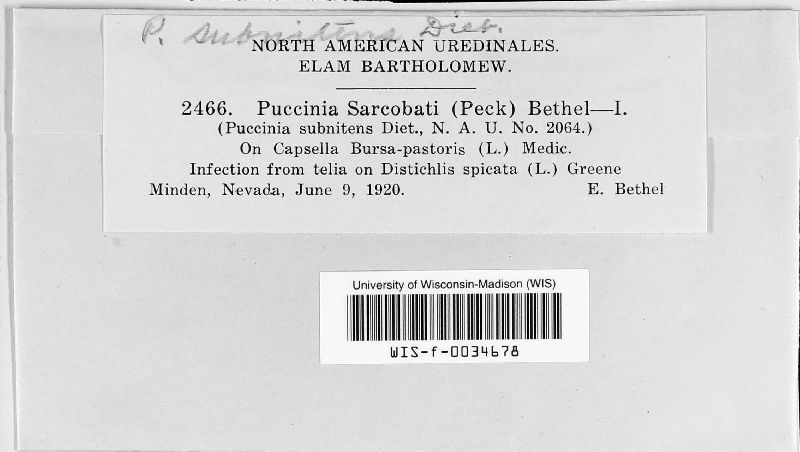 P. subnitens Diet.
NORTH AMERICAN UREDINALES.
ELAM BARTHOLOMEW.
2466. Puccinia Sarcobati (Peck) Bethel—I.
(Puccinia subnitens Diet., N. A. U. No. 2064.)
On Capsella Bursa-pastoris (L.) Medic.
Infection from telia on Distichlis spicata (L.) Greene
Minden, Nevada, June 9, 1920. E. Bethel
University of Wisconsin-Madison (WIS)
WIS-f-0034678